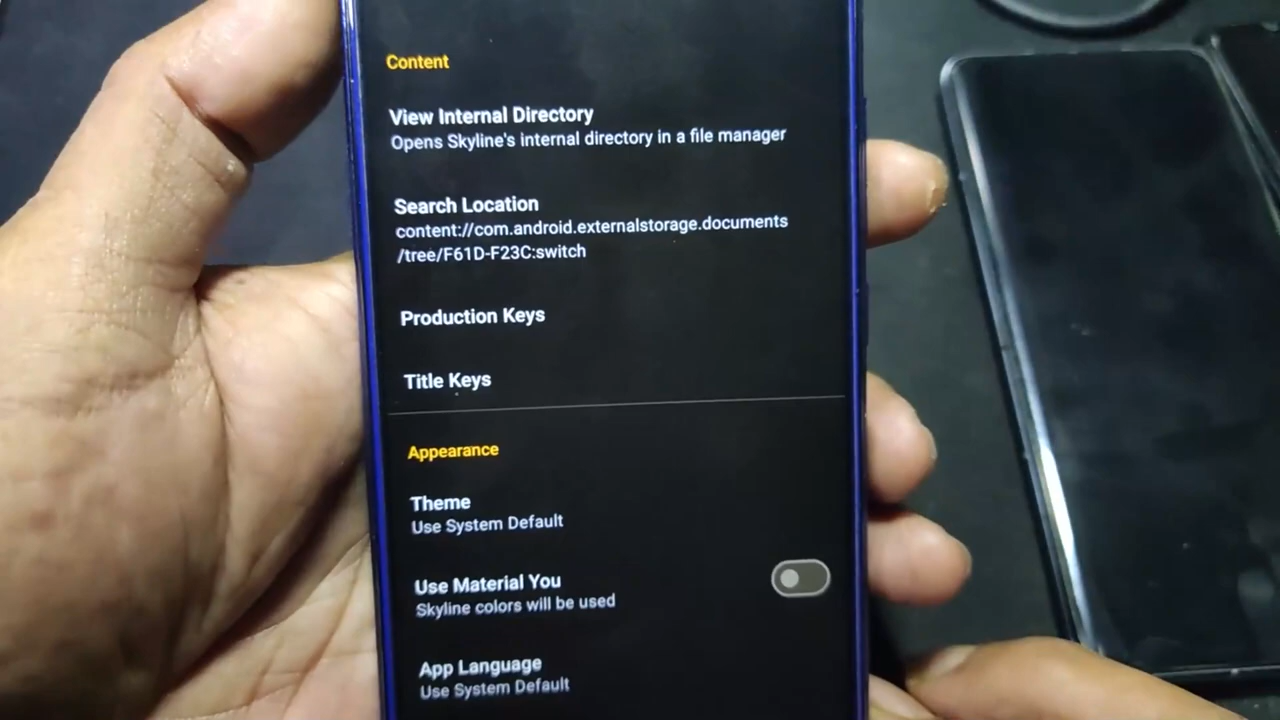 Content
View Internal Directory
Opens Skyline's internal directory in a file manager
Search Location
content://com.android.externalstorage.documents
/tree/F61D-F23C:switch
Production Keys
Title Keys
Appearance
Theme
Use System Default
Use Material You
Skyline colors will be used
App Language
Use System Default